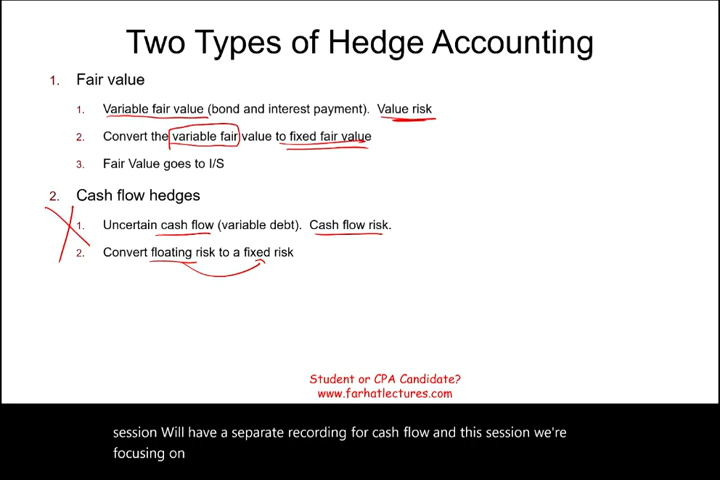 Two Types of Hedge Accounting
1. Fair value
1. Variable fair value (bond and interest payment). Value risk
2. Convert the variable fair value to fixed fair value
3. Fair Value goes to I/S
2. Cash flow hedges
1. Uncertain cash flow (variable debt). Cash flow risk.
2. Convert floating risk to a fixed risk
Student or CPA Candidate?
www.farhatlectures.com
session Will have a separate recording for cash flow and this session we're
focusing on